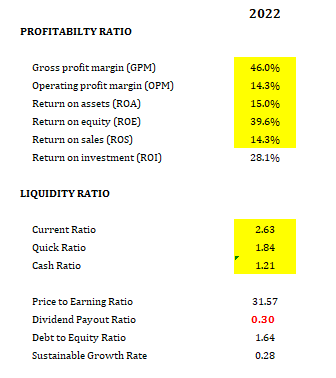 2022
PROFITABILTY RATIO
Gross profit margin (GPM) 46.0%
Operating profit margin (OPM) 14.3%
Return on assets (ROA) 15.0%
Return on equity (ROE) 39.6%
Return on sales (ROS) 14.3%
Return on investment (ROI) 28.1%
LIQUIDITY RATIO
Current Ratio 2.63
Quick Ratio 1.84
Cash Ratio 1.21
Price to Earning Ratio 31.57
Dividend Payout Ratio 0.30
Debt to Equity Ratio 1.64
Sustainable Growth Rate 0.28